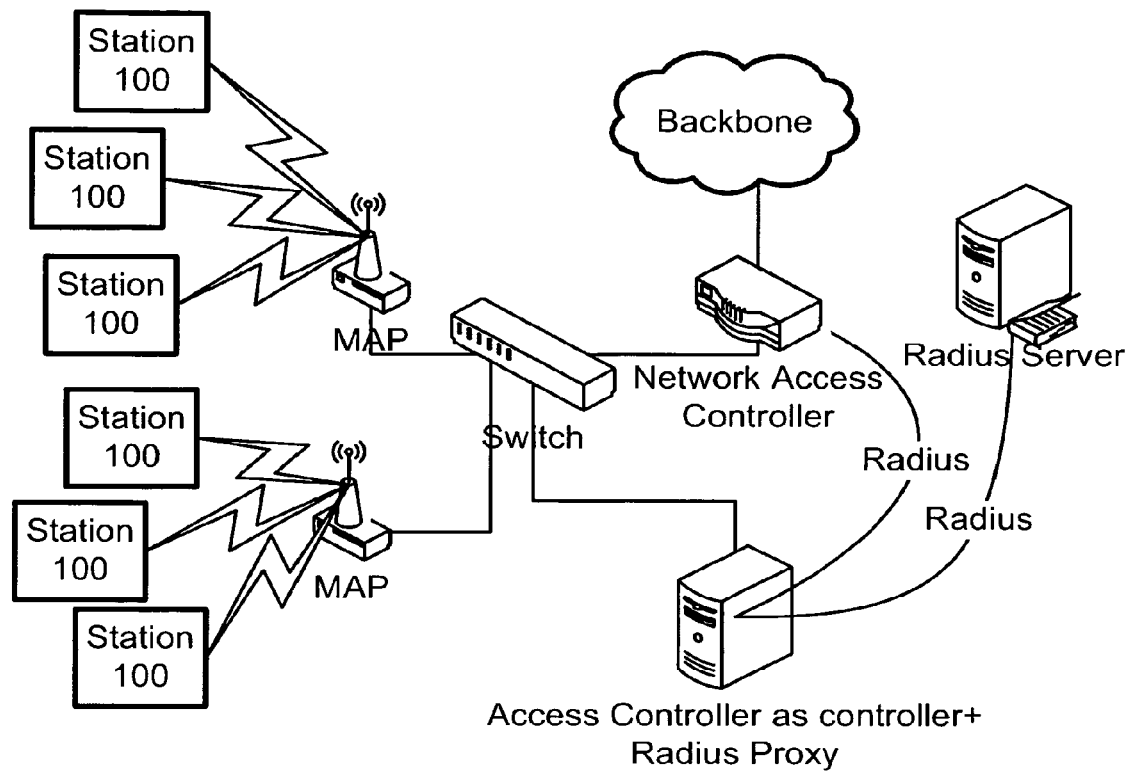 Station
100
Station
100
Station
100
MAP
Backbone
Radius Server
Network Access
Controller
Switch
Station
100
Station
100
Station
100
MAP
Radius
Radius
Access Controller as controller+
Radius Proxy